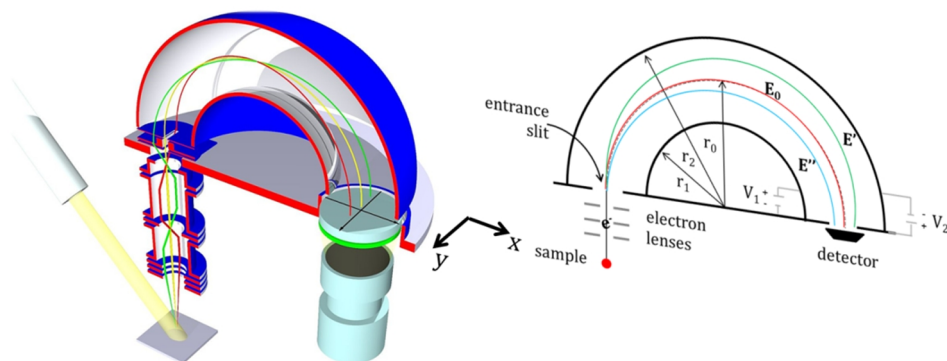 y
x
entrance
slit
E₀
E'
E''
r₀
r₂
r₁
V₁
+
-
-
+
V₂
e⁻
electron
lenses
sample
detector